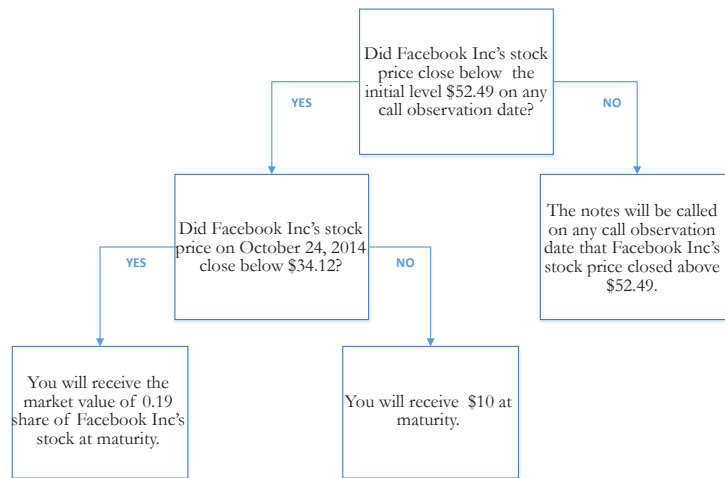 Did Facebook Inc's stock
price close below the
initial level $52.49 on any
call observation date?
YES
NO
Did Facebook Inc's stock
price on October 24, 2014
close below $34.12?
The notes will be called
on any call observation
date that Facebook Inc's
stock price closed above
$52.49.
YES
NO
You will receive the
market value of 0.19
share of Facebook Inc's
stock at maturity.
You will receive $10 at
maturity.